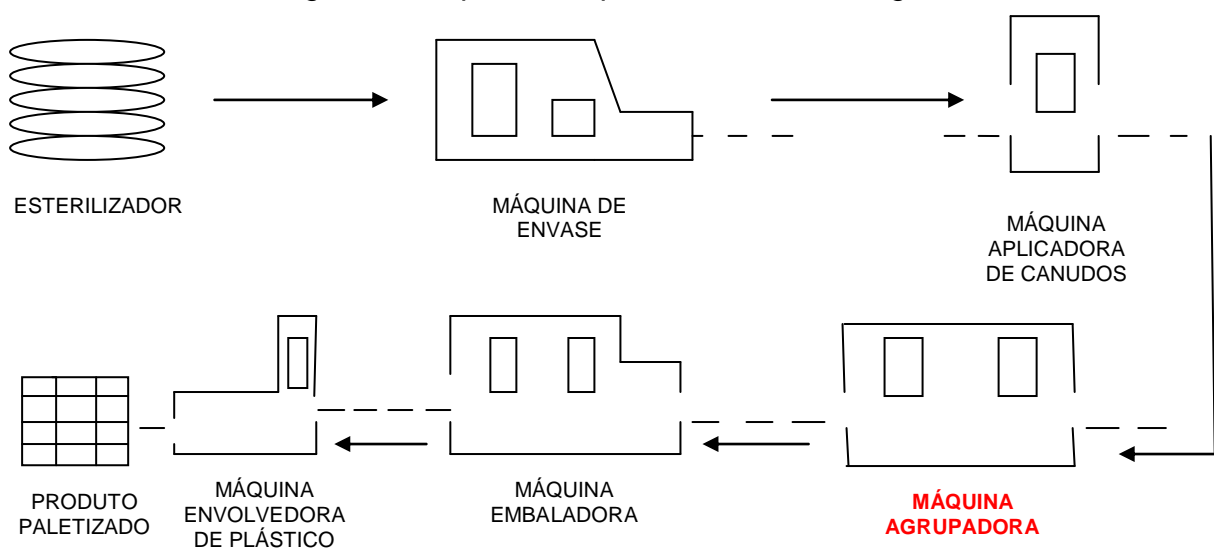 ESTERILIZADOR
MÁQUINA DE
ENVASE
MÁQUINA
APLICADORA
DE CANUDOS
PRODUTO
PALETIZADO
MÁQUINA
ENVOLVEDORA
DE PLÁSTICO
MÁQUINA
EMBALADORA
MÁQUINA
AGRUPADORA